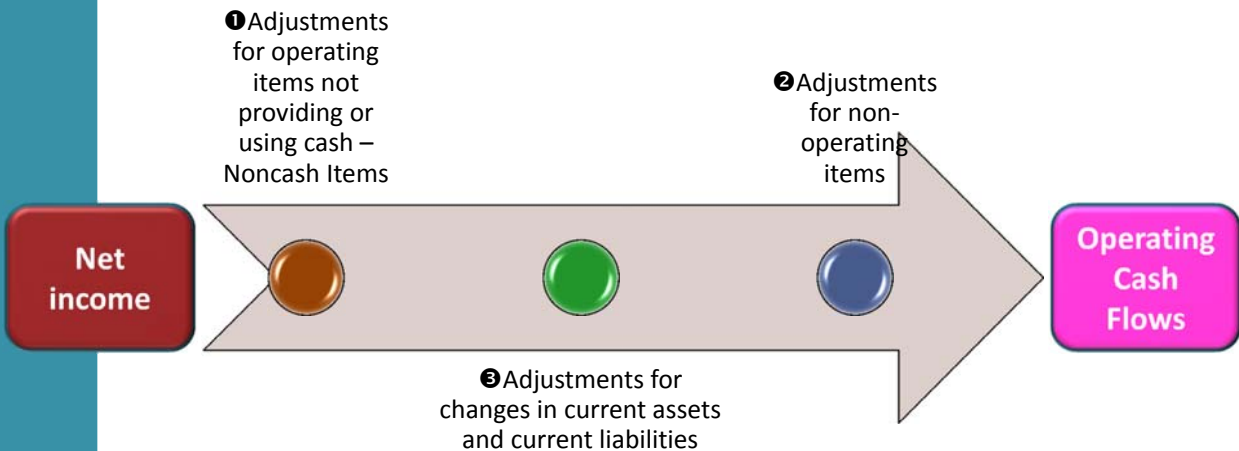 ❶Adjustments
for operating
items not
providing or
using cash –
Noncash Items
❷Adjustments
for non-
operating
items
Net
income
Operating
Cash
Flows
❸Adjustments for
changes in current assets
and current liabilities